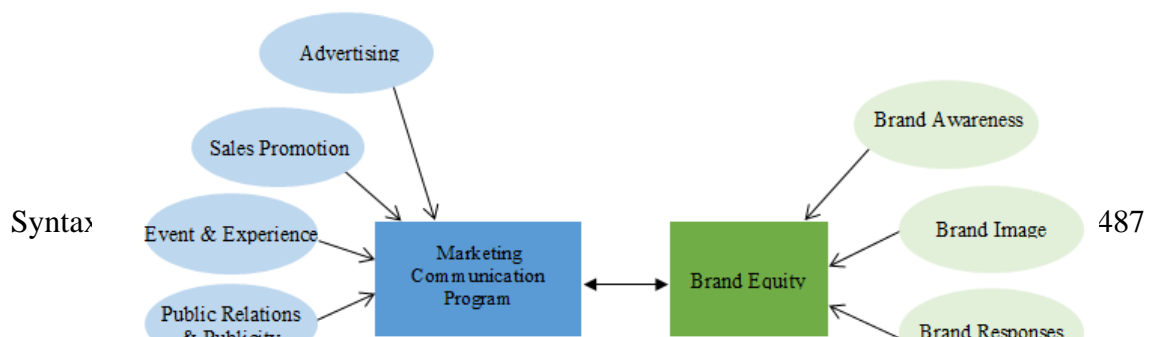 Advertising
Brand Awareness
Sales Promotion
Syntax
487
Event & Experience
Brand Image
Marketing
Communication
Program
Brand Equity
Public Relations
& Publicity
Brand Responses